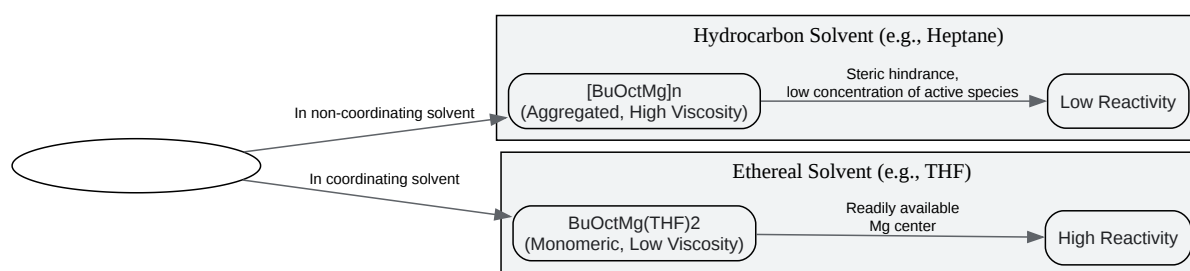 Hydrocarbon Solvent (e.g., Heptane)
In non-coordinating solvent
[BuOctMg]n
(Aggregated, High Viscosity)
Steric hindrance,
low concentration of active species
Low Reactivity
In coordinating solvent
Ethereal Solvent (e.g., THF)
BuOctMg(THF)2
(Monomeric, Low Viscosity)
Readily available
Mg center
High Reactivity